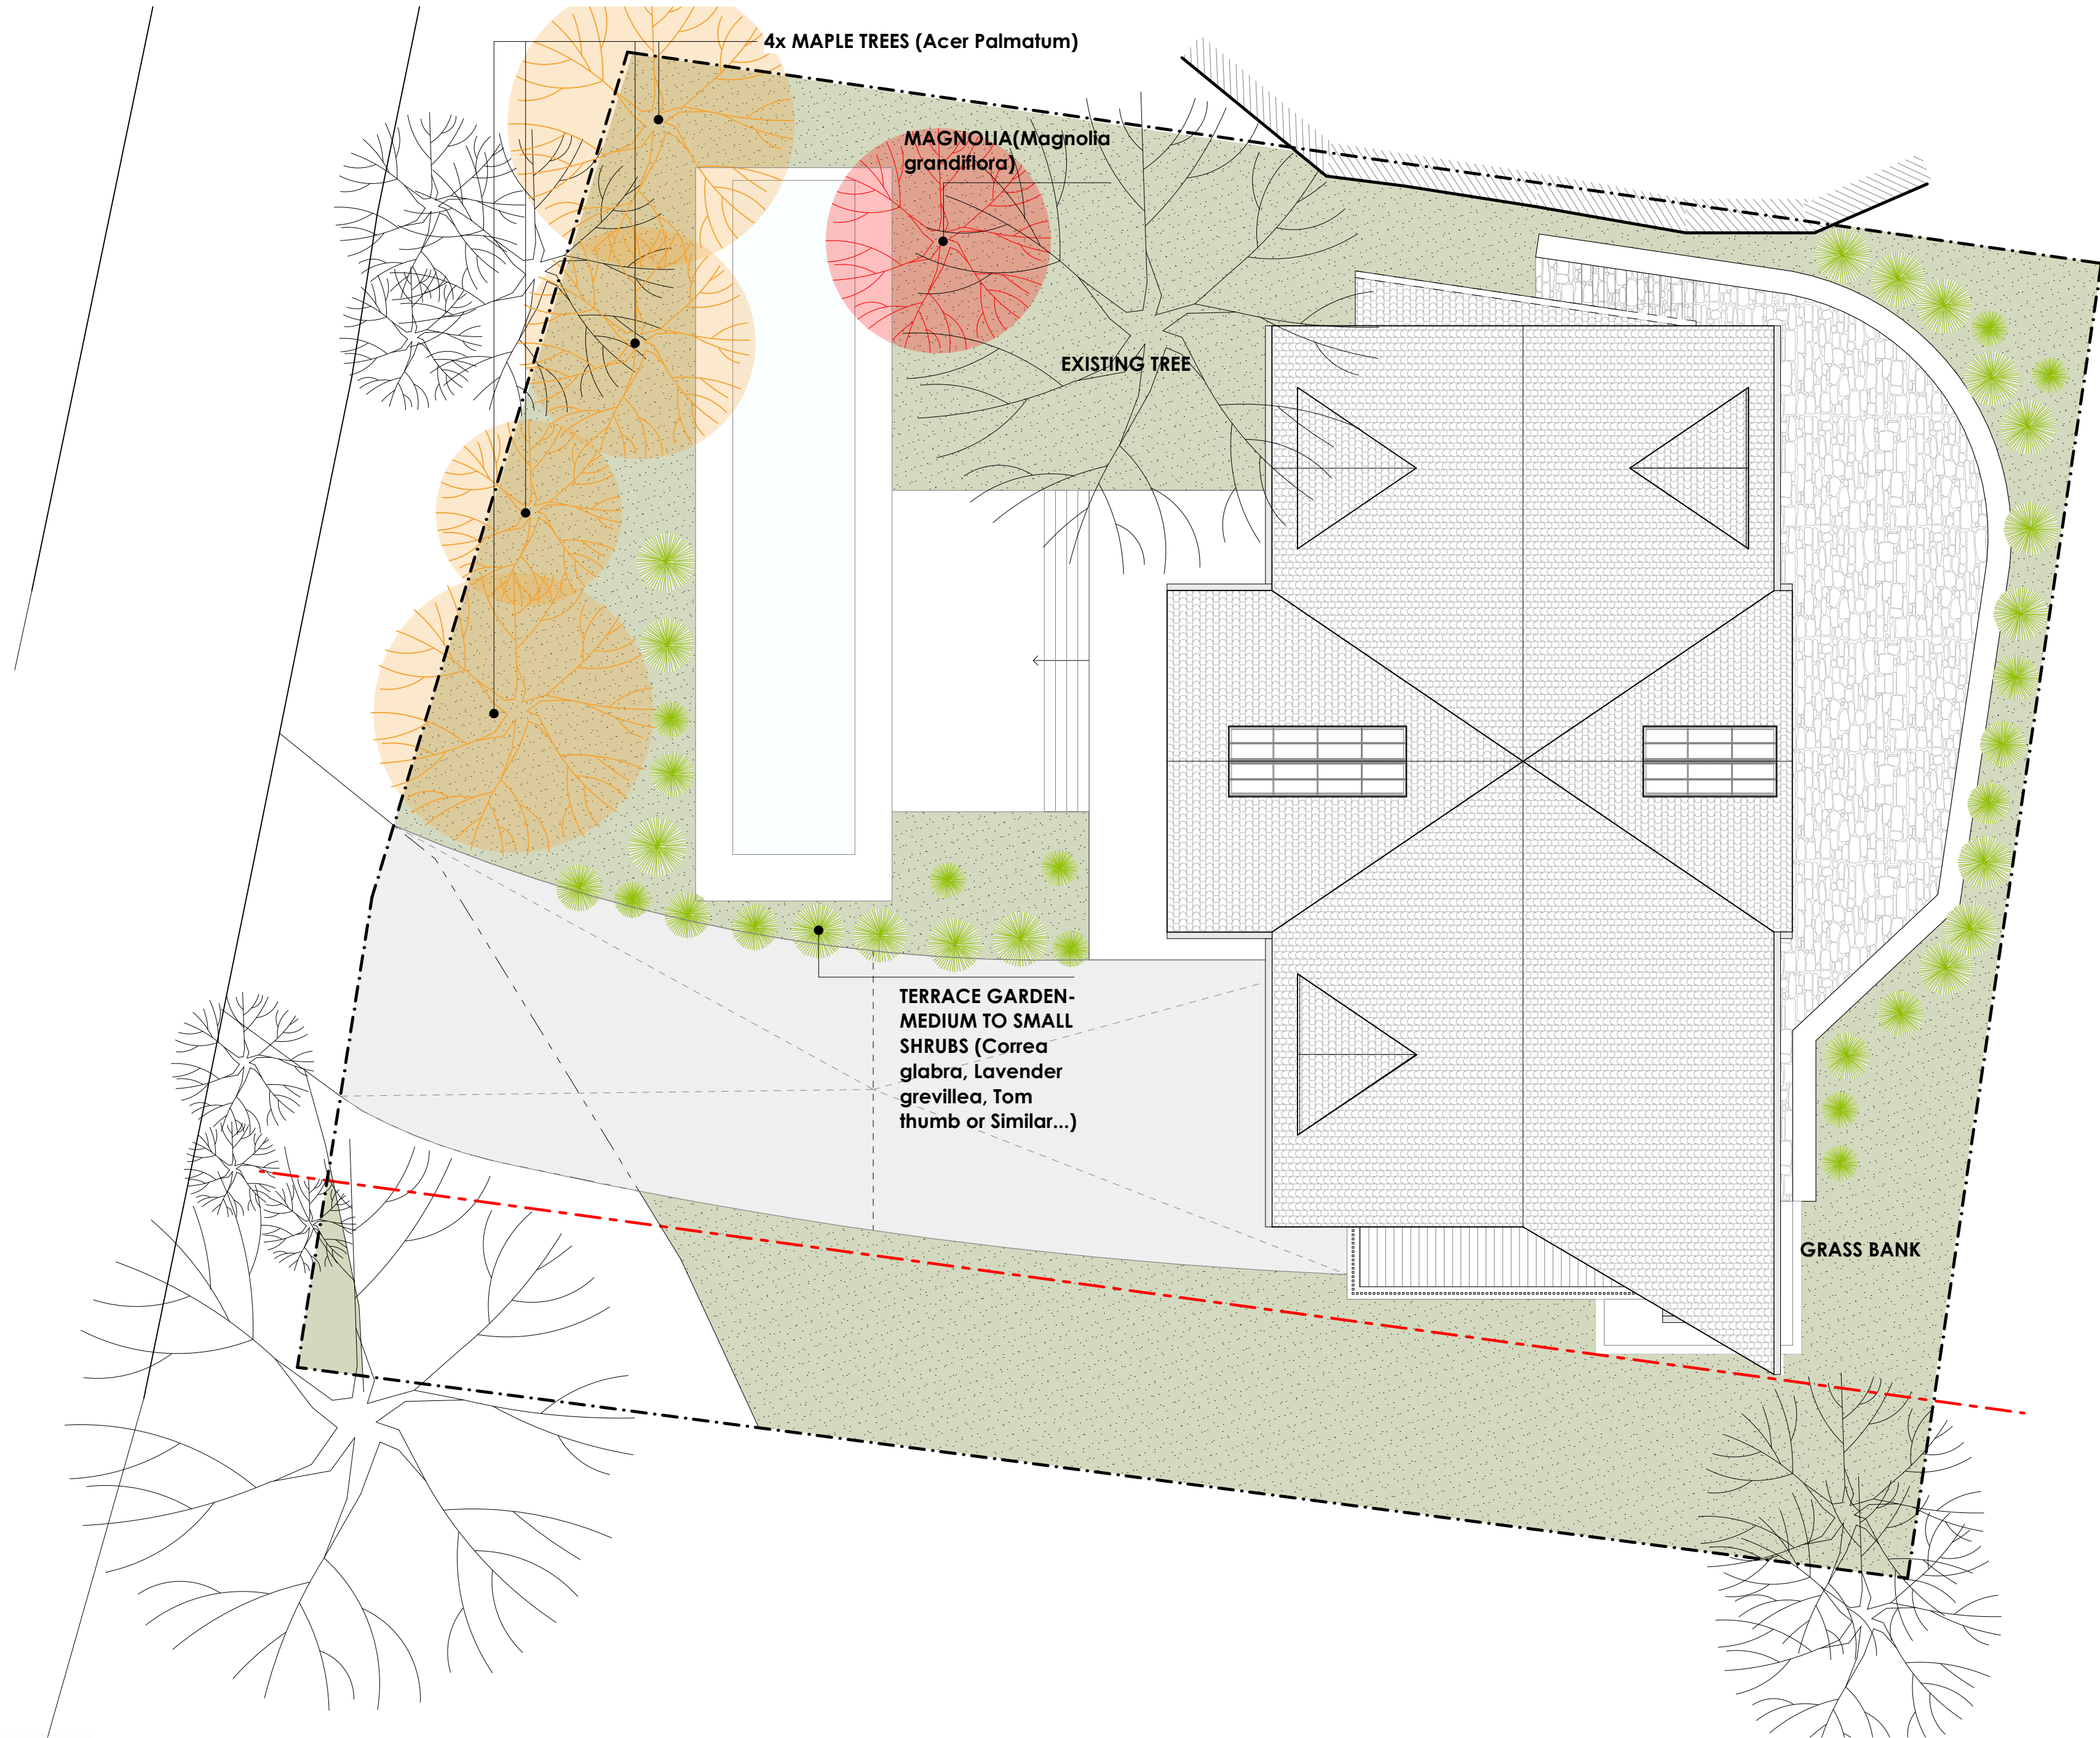 4x MAPLE TREES (Acer Palmatum)
MAGNOLIA(Magnolia
grandiflora)
EXISTING TREE
TERRACE GARDEN-
MEDIUM TO SMALL
SHRUBS (Correa
glabra, Lavender
grevillea, Tom
thumb or Similar...)
GRASS BANK